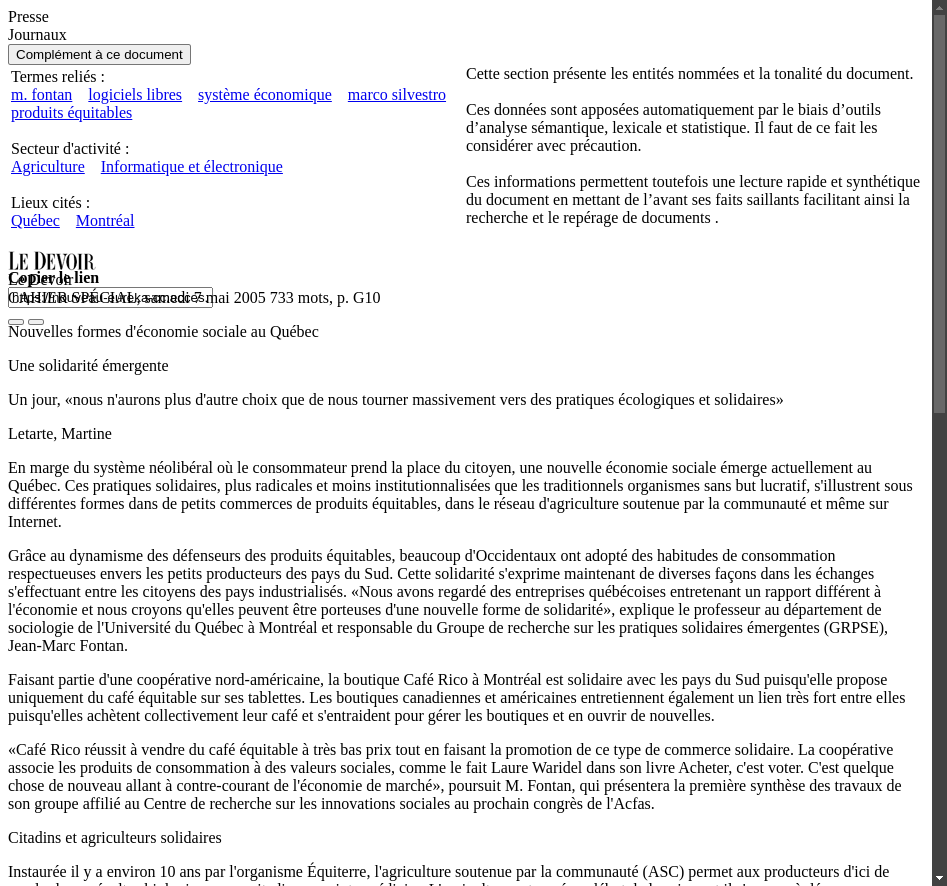 Presse
Journaux
Complément à ce document
Termes reliés :
m. fontan logiciels libres système économique marco silvestro
produits équitables
Secteur d'activité :
Agriculture Informatique et électronique
Lieux cités :
Québec Montréal
Cette section présente les entités nommées et la tonalité du document.
Ces données sont apposées automatiquement par le biais d’outils
d’analyse sémantique, lexicale et statistique. Il faut de ce fait les
considérer avec précaution.
Ces informations permettent toutefois une lecture rapide et synthétique
du document en mettant de l’avant ses faits saillants facilitant ainsi la
recherche et le repérage de documents .
LE DEVOIR
Le Devoir
Copier le lien
CAHIER SPÉCIAL, samedi 7 mai 2005 733 mots, p. G10
Nouvelles formes d'économie sociale au Québec
Une solidarité émergente
Un jour, «nous n'aurons plus d'autre choix que de nous tourner massivement vers des pratiques écologiques et solidaires»
Letarte, Martine
En marge du système néolibéral où le consommateur prend la place du citoyen, une nouvelle économie sociale émerge actuellement au
Québec. Ces pratiques solidaires, plus radicales et moins institutionnalisées que les traditionnels organismes sans but lucratif, s'illustrent sous
différentes formes dans de petits commerces de produits équitables, dans le réseau d'agriculture soutenue par la communauté et même sur
Internet.
Grâce au dynamisme des défenseurs des produits équitables, beaucoup d'Occidentaux ont adopté des habitudes de consommation
respectueuses envers les petits producteurs des pays du Sud. Cette solidarité s'exprime maintenant de diverses façons dans les échanges
s'effectuant entre les citoyens des pays industrialisés. «Nous avons regardé des entreprises québécoises entretenant un rapport différent à
l'économie et nous croyons qu'elles peuvent être porteuses d'une nouvelle forme de solidarité», explique le professeur au département de
sociologie de l'Université du Québec à Montréal et responsable du Groupe de recherche sur les pratiques solidaires émergentes (GRPSE),
Jean-Marc Fontan.
Faisant partie d'une coopérative nord-américaine, la boutique Café Rico à Montréal est solidaire avec les pays du Sud puisqu'elle propose
uniquement du café équitable sur ses tablettes. Les boutiques canadiennes et américaines entretiennent également un lien très fort entre elles
puisqu'elles achètent collectivement leur café et s'entraident pour gérer les boutiques et en ouvrir de nouvelles.
«Café Rico réussit à vendre du café équitable à très bas prix tout en faisant la promotion de ce type de commerce solidaire. La coopérative
associe les produits de consommation à des valeurs sociales, comme le fait Laure Waridel dans son livre Acheter, c'est voter. C'est quelque
chose de nouveau allant à contre-courant de l'économie de marché», poursuit M. Fontan, qui présentera la première synthèse des travaux de
son groupe affilié au Centre de recherche sur les innovations sociales au prochain congrès de l'Acfas.
Citadins et agriculteurs solidaires
Instaurée il y a environ 10 ans par l'organisme Équiterre, l'agriculture soutenue par la communauté (ASC) permet aux producteurs d'ici de